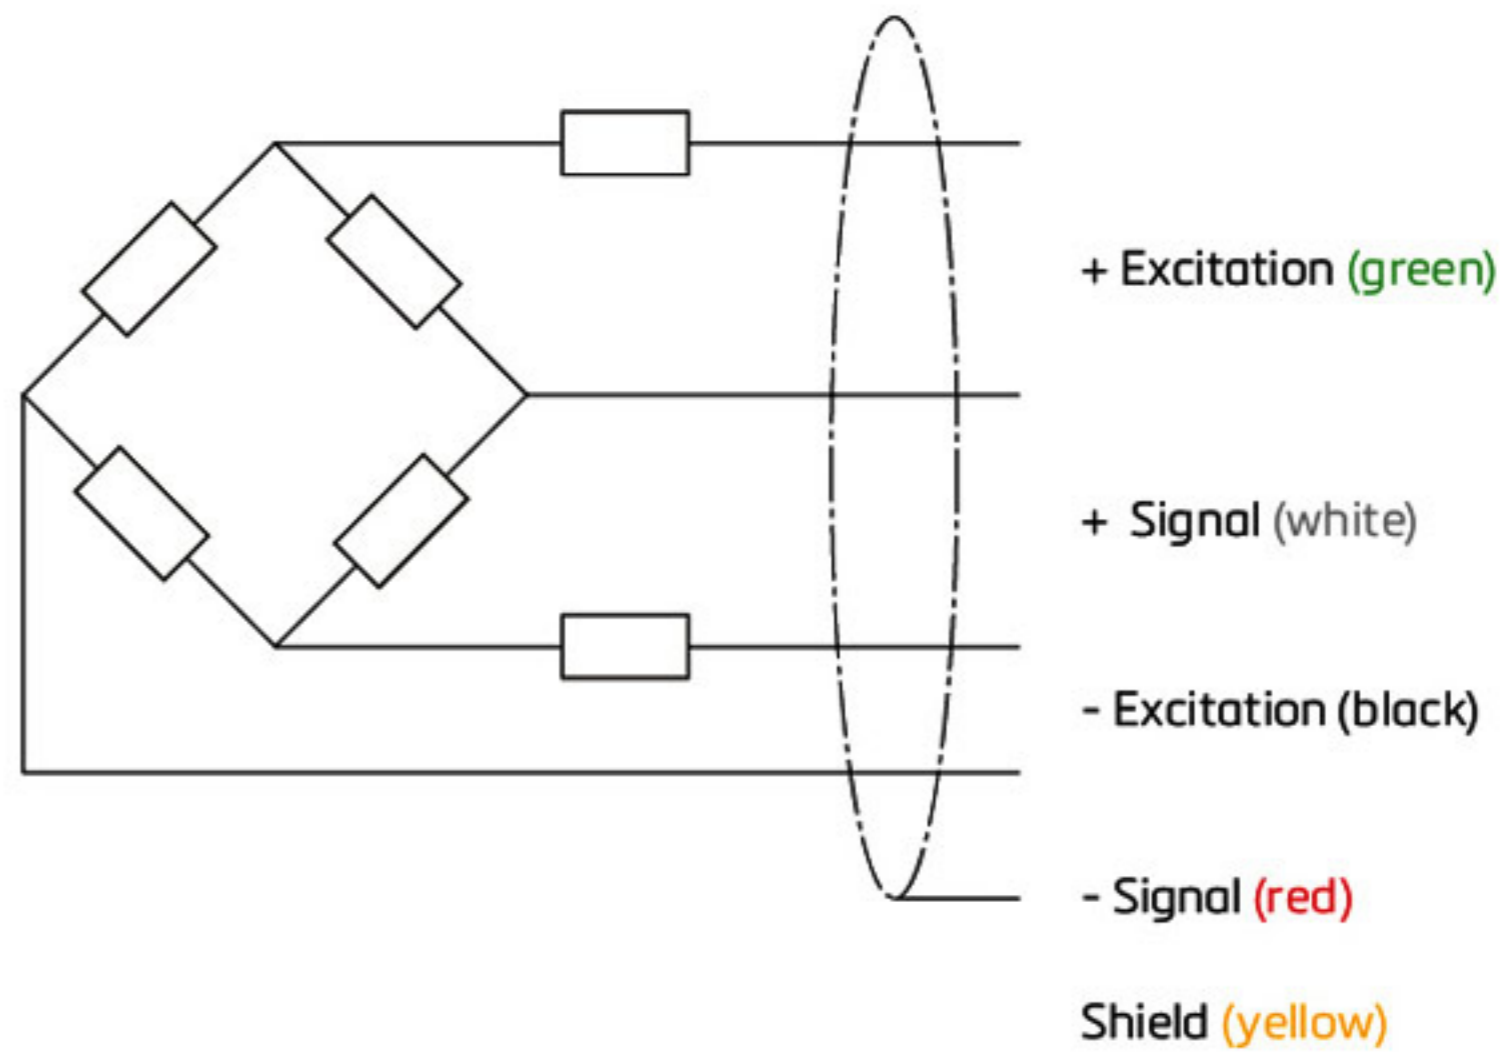 + Excitation (green)
+ Signal (white)
- Excitation (black)
- Signal (red)
Shield (yellow)